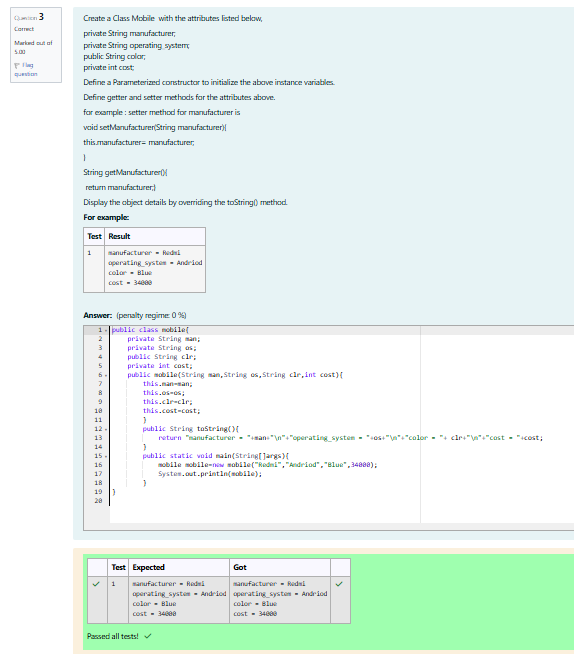 Question 3
Correct
Marked out of
5.00
Flag
question
Create a Class Mobile with the attributes listed below,
private String manufacturer;
private String operating_system;
public String color;
private int cost;
Define a Parameterized constructor to initialize the above instance variables.
Define getter and setter methods for the attributes above.
for example : setter method for manufacturer is
void setManufacturer(String manufacturer){
this.manufacturer= manufacturer;
}
String getManufacturer(){
return manufacturer;}
Display the object details by overriding the toString() method.
For example:
Test Result
1 manufacturer = Redmi
operating_system = Andriod
color = Blue
cost = 34000
Answer: (penalty regime: 0 %)
1 public class mobile{
2 private String man;
3 private String os;
4 public String clr;
5 private int cost;
6 public mobile(String man,String os,String clr,int cost){
7 this.man=man;
8 this.os=os;
9 this.clr=clr;
10 this.cost=cost;
11 }
12 public String toString(){
13 return "manufacturer = "+man+"\n"+"operating_system = "+os+"\n"+"color = "+ clr+"\n"+"cost = "+cost;
14 }
15 public static void main(String[]args){
16 mobile mobile=new mobile("Redmi","Andriod","Blue",34000);
17 System.out.println(mobile);
18 }
19 }
20
Test Expected Got
1 manufacturer = Redmi manufacturer = Redmi
operating_system = Andriod operating_system = Andriod
color = Blue color = Blue
cost = 34000 cost = 34000
Passed all tests!